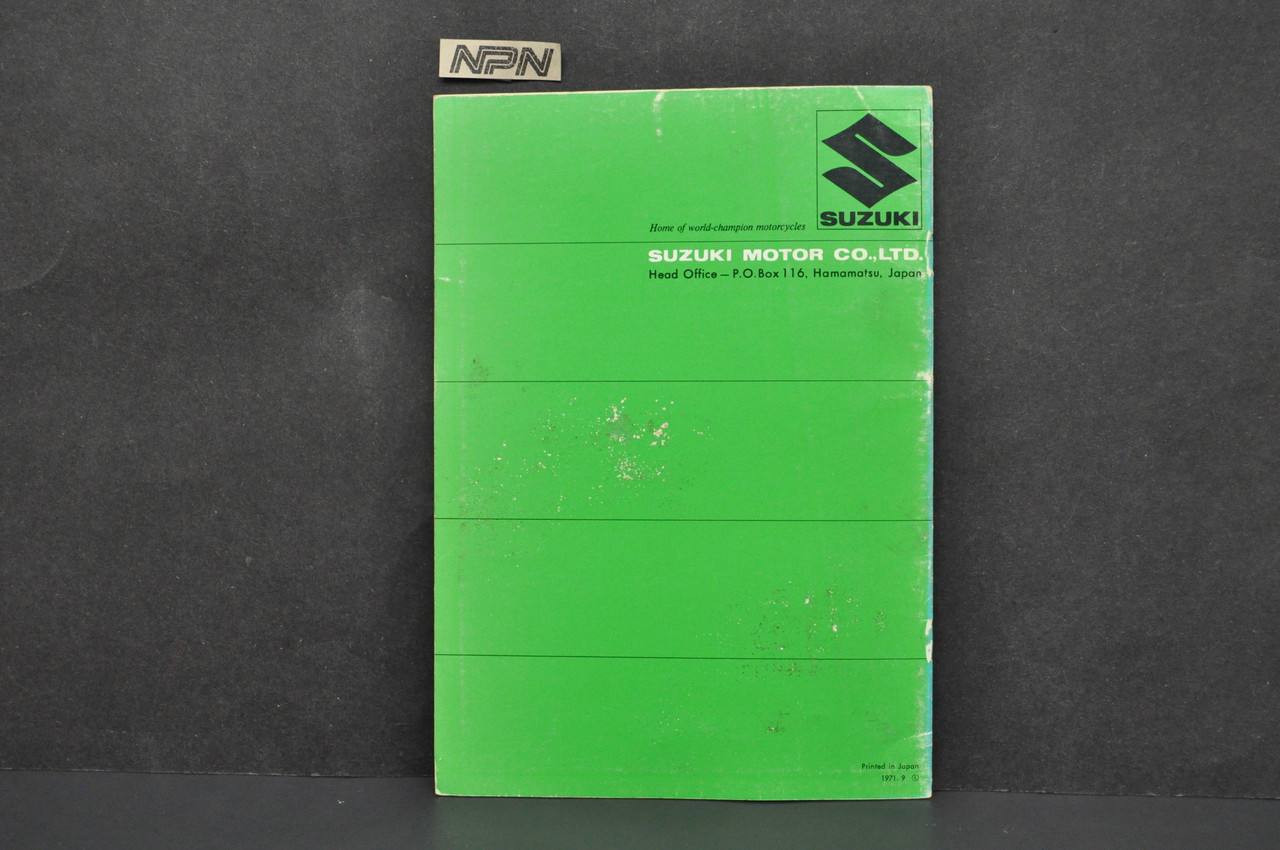 NPN
SUZUKI
Home of world-champion motorcycles
SUZUKI MOTOR CO.,LTD.
Head Office — P.O.Box 116, Hamamatsu, Japan
Printed in Japan
1971. 9